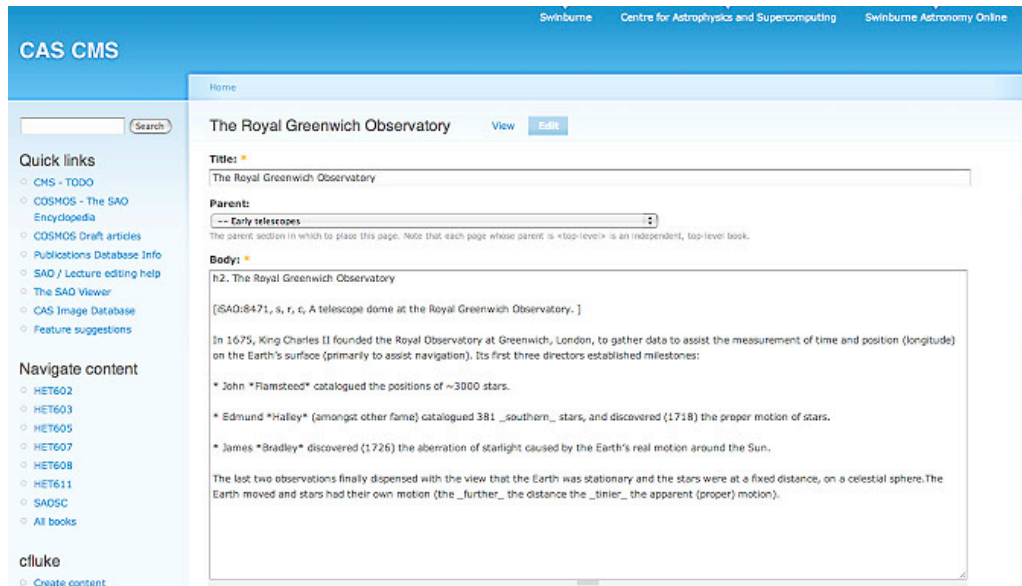 Swinburne Centre for Astrophysics and Supercomputing Swinburne Astronomy Online
CAS CMS
Home
Search
Quick links
CMS - TODO
COSMOS - The SAO
Encyclopedia
COSMOS Draft articles
Publications Database Info
SAO / Lecture editing help
The SAO Viewer
CAS Image Database
Feature suggestions
Navigate content
HET602
HET603
HET605
HET607
HET608
HET611
SAOSC
All books
cfluke
Create content
The Royal Greenwich Observatory View Edit
Title: *
The Royal Greenwich Observatory
Parent:
-- Early telescopes
The parent section in which to place this page. Note that each page whose parent is <top-level> is an independent, top-level book.
Body: *
h2. The Royal Greenwich Observatory
[iSAO:8471, s, r, c, A telescope dome at the Royal Greenwich Observatory. ]
In 1675, King Charles II founded the Royal Observatory at Greenwich, London, to gather data to assist the measurement of time and position (longitude)
on the Earth's surface (primarily to assist navigation). Its first three directors established milestones:
* John *Flamsteed* catalogued the positions of ~3000 stars.
* Edmund *Halley* (amongst other fame) catalogued 381 _southern_ stars, and discovered (1718) the proper motion of stars.
* James *Bradley* discovered (1726) the aberration of starlight caused by the Earth's real motion around the Sun.
The last two observations finally dispensed with the view that the Earth was stationary and the stars were at a fixed distance, on a celestial sphere.The
Earth moved and stars had their own motion (the _further_ the distance the _tinier_ the apparent (proper) motion).